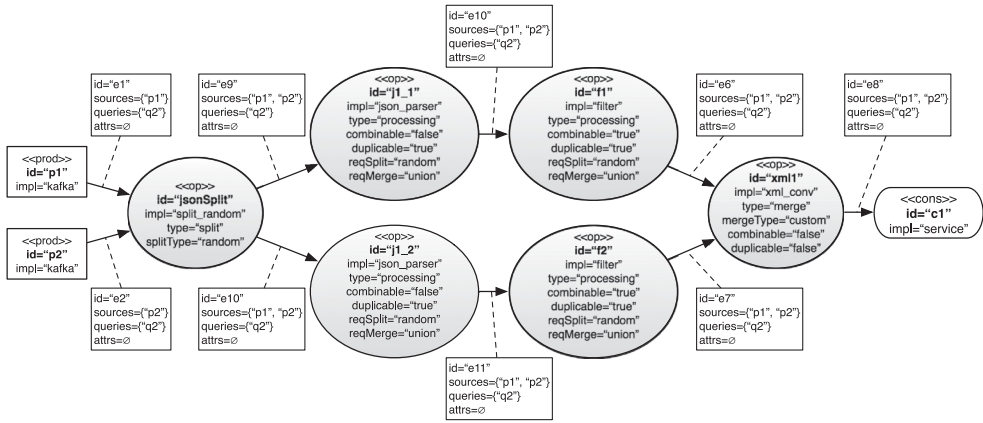 id="e10"
sources={"p1", "p2"}
queries={"q2"}
attrs=∅
id="e1"
sources={"p1"}
queries={"q2"}
attrs=∅
id="e9"
sources={"p1", "p2"}
queries={"q2"}
attrs=∅
<<op>>
id="j1_1"
impl="json_parser"
type="processing"
combinable="false"
duplicable="true"
reqSplit="random"
reqMerge="union"
<<op>>
id="f1"
impl="filter"
type="processing"
combinable="true"
duplicable="true"
reqSplit="random"
reqMerge="union"
id="e6"
sources={"p1", "p2"}
queries={"q2"}
attrs=∅
id="e8"
sources={"p1", "p2"}
queries={"q2"}
attrs=∅
<<prod>>
id="p1"
impl="kafka"
<<prod>>
id="p2"
impl="kafka"
<<op>>
id="jsonSplit"
impl="split_random"
type="split"
splitType="random"
<<op>>
id="xml1"
impl="xml_conv"
type="merge"
mergeType="custom"
combinable="false"
duplicable="false"
<<cons>>
id="c1"
impl="service"
id="e2"
sources={"p2"}
queries={"q2"}
attrs=∅
id="e10"
sources={"p1", "p2"}
queries={"q2"}
attrs=∅
<<op>>
id="j1_2"
impl="json_parser"
type="processing"
combinable="false"
duplicable="true"
reqSplit="random"
reqMerge="union"
<<op>>
id="f2"
impl="filter"
type="processing"
combinable="true"
duplicable="true"
reqSplit="random"
reqMerge="union"
id="e7"
sources={"p1", "p2"}
queries={"q2"}
attrs=∅
id="e11"
sources={"p1", "p2"}
queries={"q2"}
attrs=∅